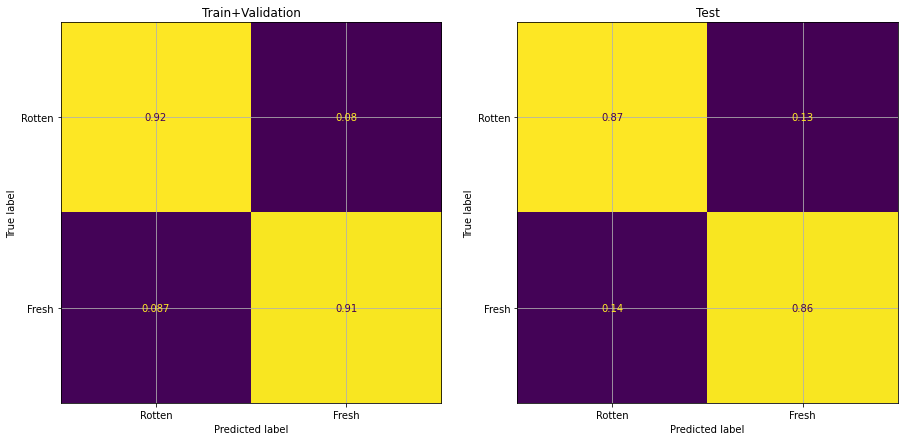 Train+Validation
True label
Rotten
0.92
0.08
Fresh
0.087
0.91
Rotten
Fresh
Predicted label
Test
True label
Rotten
0.87
0.13
Fresh
0.14
0.86
Rotten
Fresh
Predicted label